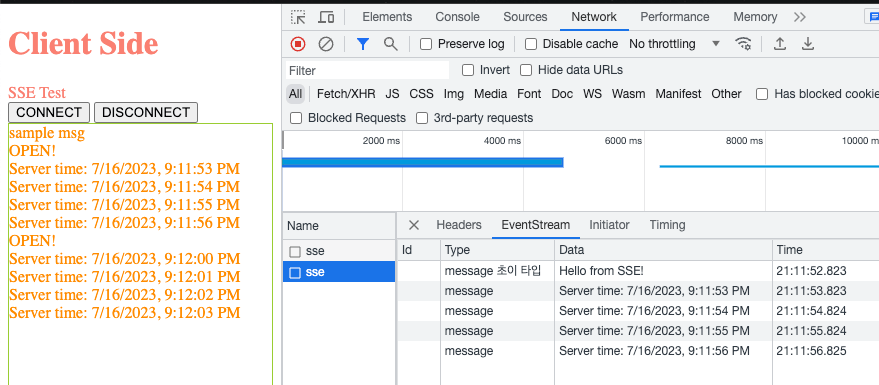 Client Side
SSE Test
CONNECT DISCONNECT
sample msg
OPEN!
Server time: 7/16/2023, 9:11:53 PM
Server time: 7/16/2023, 9:11:54 PM
Server time: 7/16/2023, 9:11:55 PM
Server time: 7/16/2023, 9:11:56 PM
OPEN!
Server time: 7/16/2023, 9:12:00 PM
Server time: 7/16/2023, 9:12:01 PM
Server time: 7/16/2023, 9:12:02 PM
Server time: 7/16/2023, 9:12:03 PM
Elements Console Sources Network Performance Memory
Preserve log Disable cache No throttling
Filter Invert Hide data URLs
All Fetch/XHR JS CSS Img Media Font Doc WS Wasm Manifest Other Has blocked cookie
Blocked Requests 3rd-party requests
2000 ms 4000 ms 6000 ms 8000 ms 10000 m
Name Headers EventStream Initiator Timing
sse
sse
Id Type Data Time
message 초이 타입 Hello from SSE! 21:11:52.823
message Server time: 7/16/2023, 9:11:53 PM 21:11:53.823
message Server time: 7/16/2023, 9:11:54 PM 21:11:54.824
message Server time: 7/16/2023, 9:11:55 PM 21:11:55.824
message Server time: 7/16/2023, 9:11:56 PM 21:11:56.825